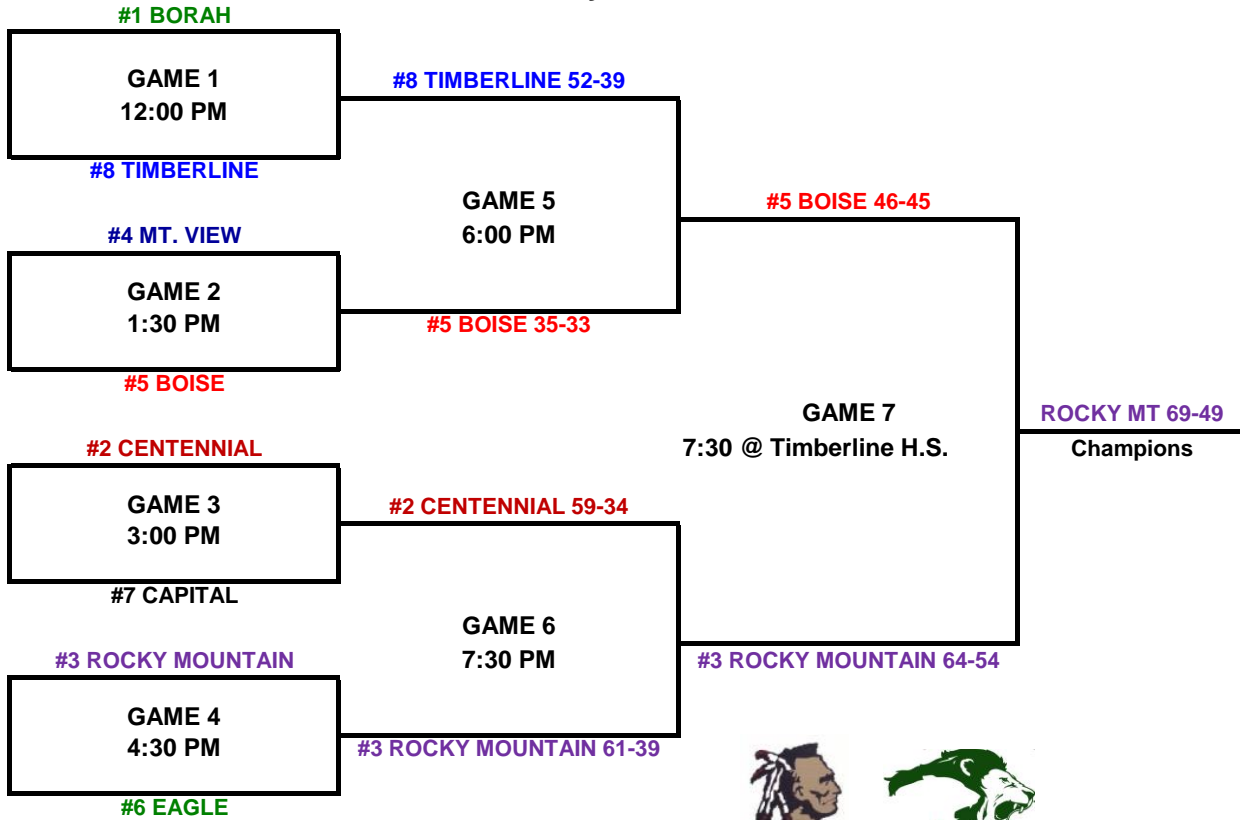 #1 BORAH
GAME 1
12:00 PM
#8 TIMBERLINE 52-39
#8 TIMBERLINE
GAME 5
6:00 PM
#5 BOISE 46-45
#4 MT. VIEW
GAME 2
1:30 PM
#5 BOISE 35-33
#5 BOISE
GAME 7
7:30 @ Timberline H.S.
ROCKY MT 69-49
Champions
#2 CENTENNIAL
GAME 3
3:00 PM
#2 CENTENNIAL 59-34
#7 CAPITAL
GAME 6
7:30 PM
#3 ROCKY MOUNTAIN 64-54
#3 ROCKY MOUNTAIN
GAME 4
4:30 PM
#3 ROCKY MOUNTAIN 61-39
#6 EAGLE